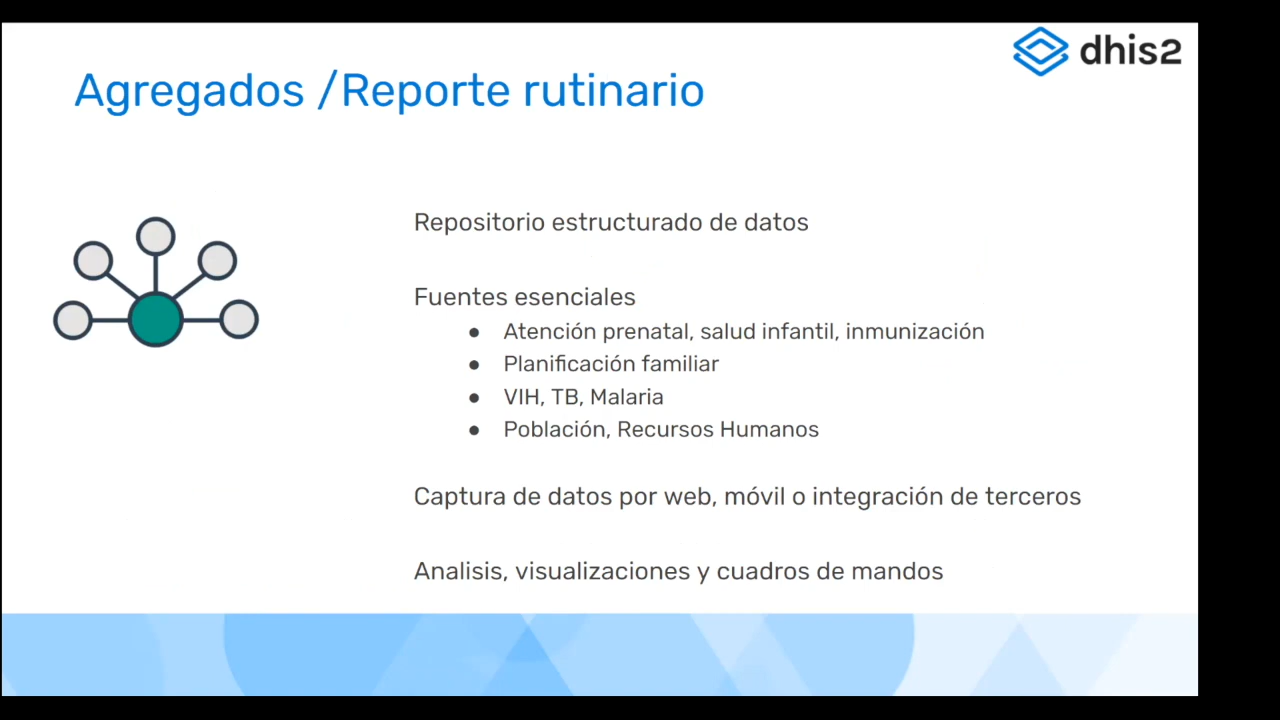 dhis2
Agregados /Reporte rutinario
Repositorio estructurado de datos
Fuentes esenciales
● Atención prenatal, salud infantil, inmunización
● Planificación familiar
● VIH, TB, Malaria
● Población, Recursos Humanos
Captura de datos por web, móvil o integración de terceros
Analisis, visualizaciones y cuadros de mandos